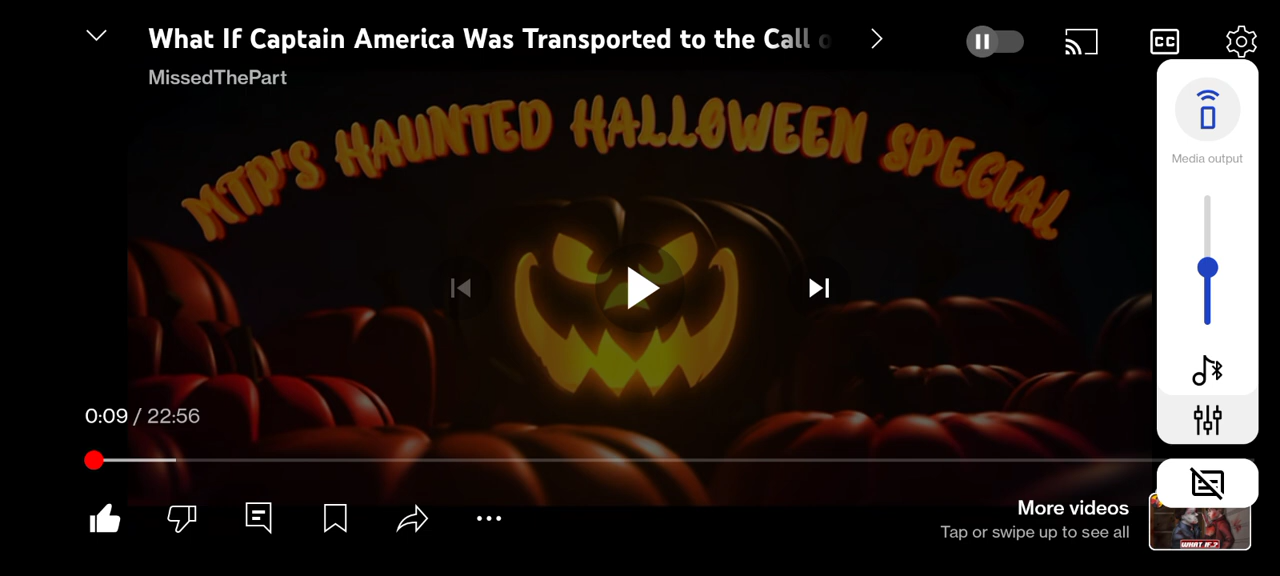 What If Captain America Was Transported to the Call o
MissedThePart
CC
Media output
MTP'S HAUNTED HALLOWEEN SPECIAL
0:09 / 22:56
More videos
Tap or swipe up to see all
WHAT IF..?